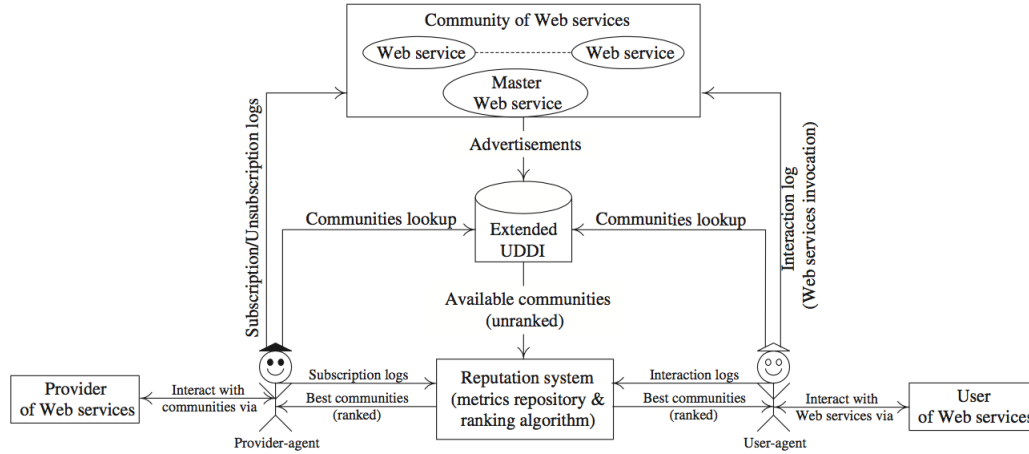 Community of Web services
Web service
Web service
Master
Web service
Advertisements
Subscription/Unsubscription logs
Interaction log
(Web services invocation)
Communities lookup
Communities lookup
Extended
UDDI
Available communities
(unranked)
Provider
of Web services
Interact with
communities via
Subscription logs
Best communities
(ranked)
Provider-agent
Reputation system
(metrics repository &
ranking algorithm)
Interaction logs
Best communities
(ranked)
User-agent
Interact with
Web services via
User
of Web services